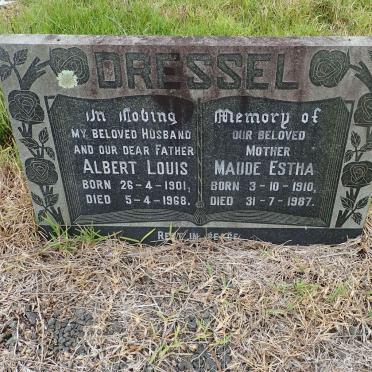 DRESSEL
In Loving Memory of
MY BELOVED HUSBAND
AND OUR DEAR FATHER
ALBERT LOUIS
BORN 26-4-1901,
DIED 5-4-1968.
OUR BELOVED
MOTHER
MAUDE ESTHA
BORN 3-10-1910,
DIED 31-7-1987.
REST IN PEACE